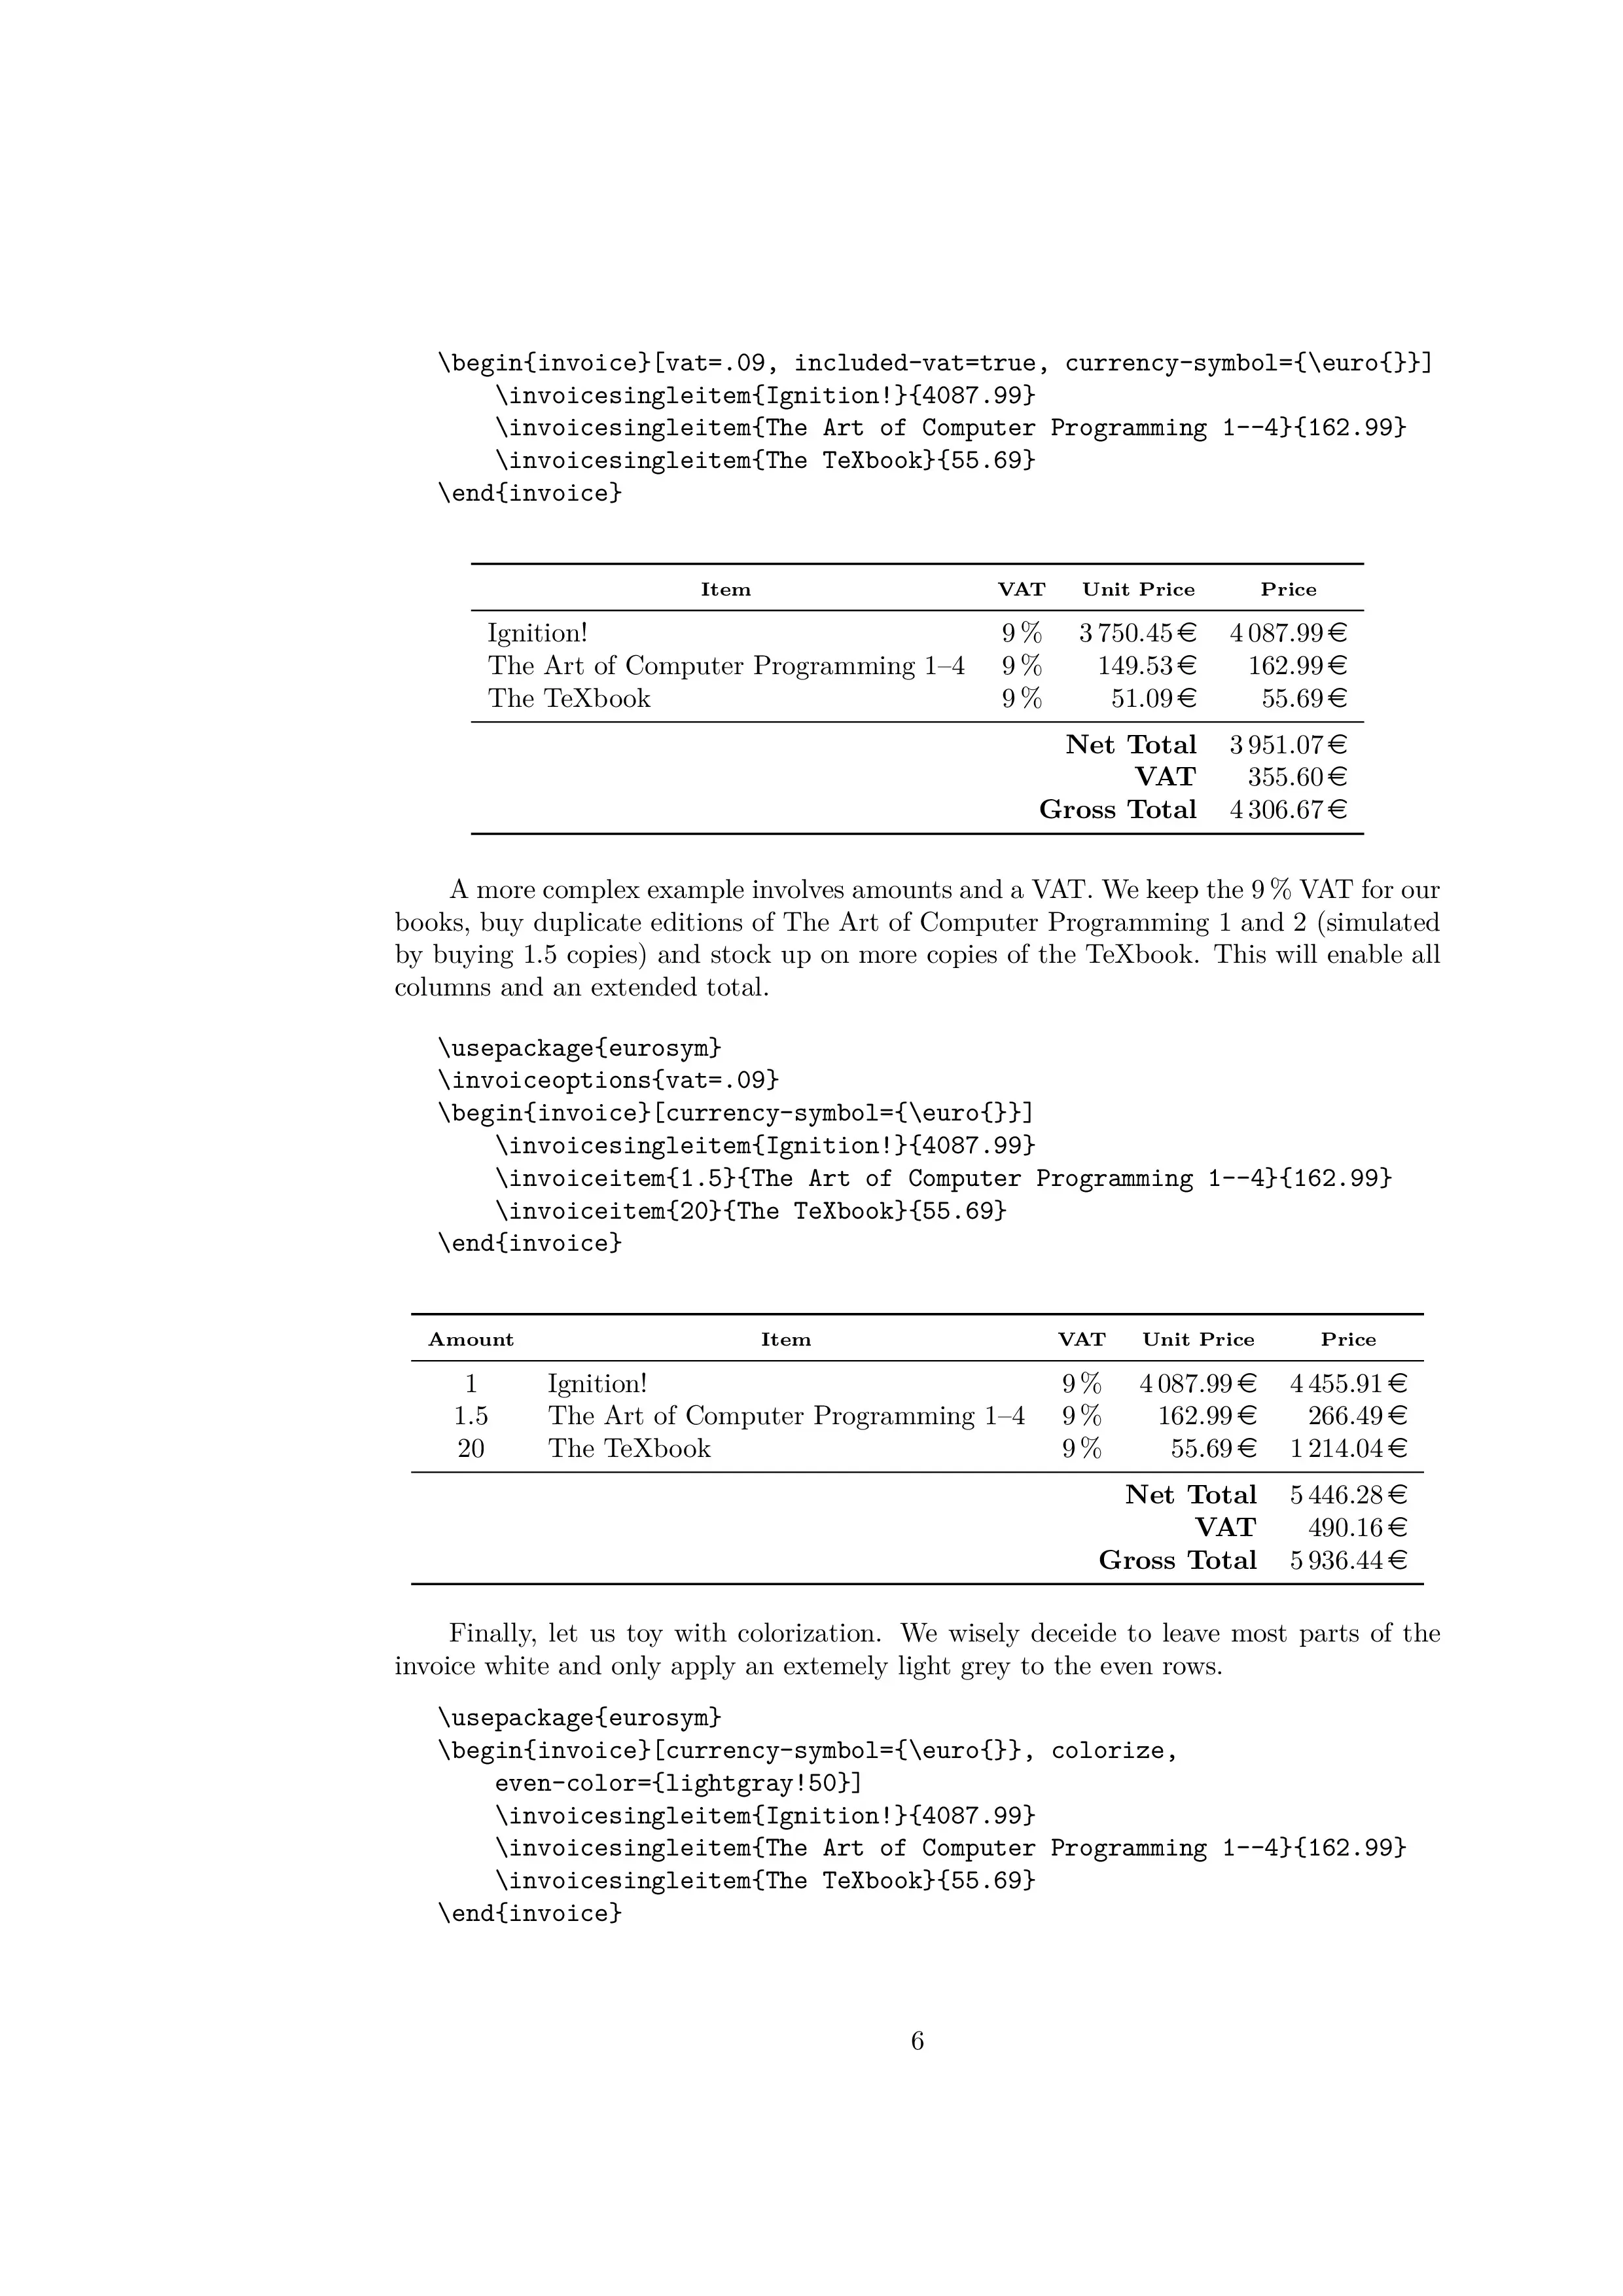 \begin{invoice}[vat=.09, included-vat=true, currency-symbol={\euro{}}]
    \invoicesingleitem{Ignition!}{4087.99}
    \invoicesingleitem{The Art of Computer Programming 1--4}{162.99}
    \invoicesingleitem{The TeXbook}{55.69}
\end{invoice}
Item VAT Unit Price Price
Ignition! 9 % 3 750.45 € 4 087.99 €
The Art of Computer Programming 1–4 9 % 149.53 € 162.99 €
The TeXbook 9 % 51.09 € 55.69 €
Net Total 3 951.07 €
VAT 355.60 €
Gross Total 4 306.67 €
A more complex example involves amounts and a VAT. We keep the 9 % VAT for our
books, buy duplicate editions of The Art of Computer Programming 1 and 2 (simulated
by buying 1.5 copies) and stock up on more copies of the TeXbook. This will enable all
columns and an extended total.
\usepackage{eurosym}
\invoiceoptions{vat=.09}
\begin{invoice}[currency-symbol={\euro{}}]
    \invoicesingleitem{Ignition!}{4087.99}
    \invoiceitem{1.5}{The Art of Computer Programming 1--4}{162.99}
    \invoiceitem{20}{The TeXbook}{55.69}
\end{invoice}
Amount Item VAT Unit Price Price
1 Ignition! 9 % 4 087.99 € 4 455.91 €
1.5 The Art of Computer Programming 1–4 9 % 162.99 € 266.49 €
20 The TeXbook 9 % 55.69 € 1 214.04 €
Net Total 5 446.28 €
VAT 490.16 €
Gross Total 5 936.44 €
Finally, let us toy with colorization. We wisely deceide to leave most parts of the
invoice white and only apply an extemely light grey to the even rows.
\usepackage{eurosym}
\begin{invoice}[currency-symbol={\euro{}}, colorize,
    even-color={lightgray!50}]
    \invoicesingleitem{Ignition!}{4087.99}
    \invoicesingleitem{The Art of Computer Programming 1--4}{162.99}
    \invoicesingleitem{The TeXbook}{55.69}
\end{invoice}
6